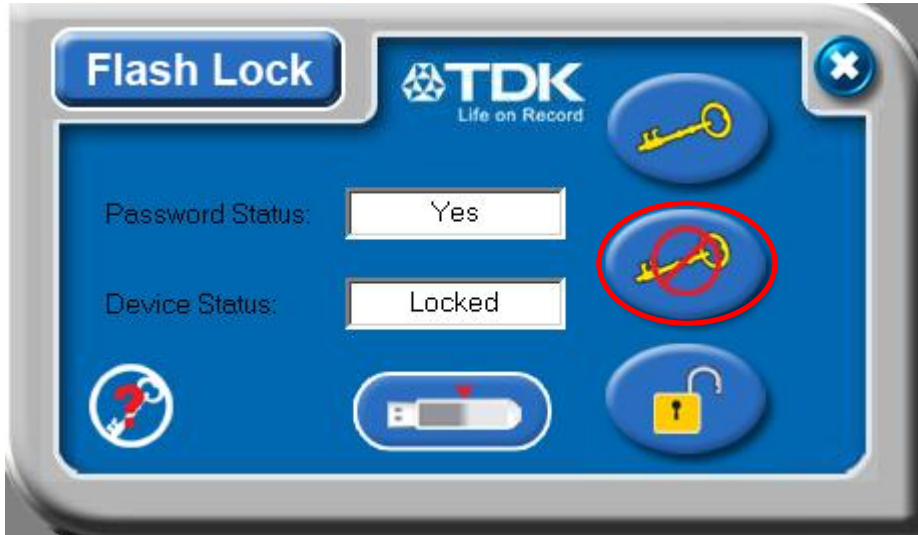 Flash Lock
TDK
Life on Record
Password Status: Yes
Device Status: Locked